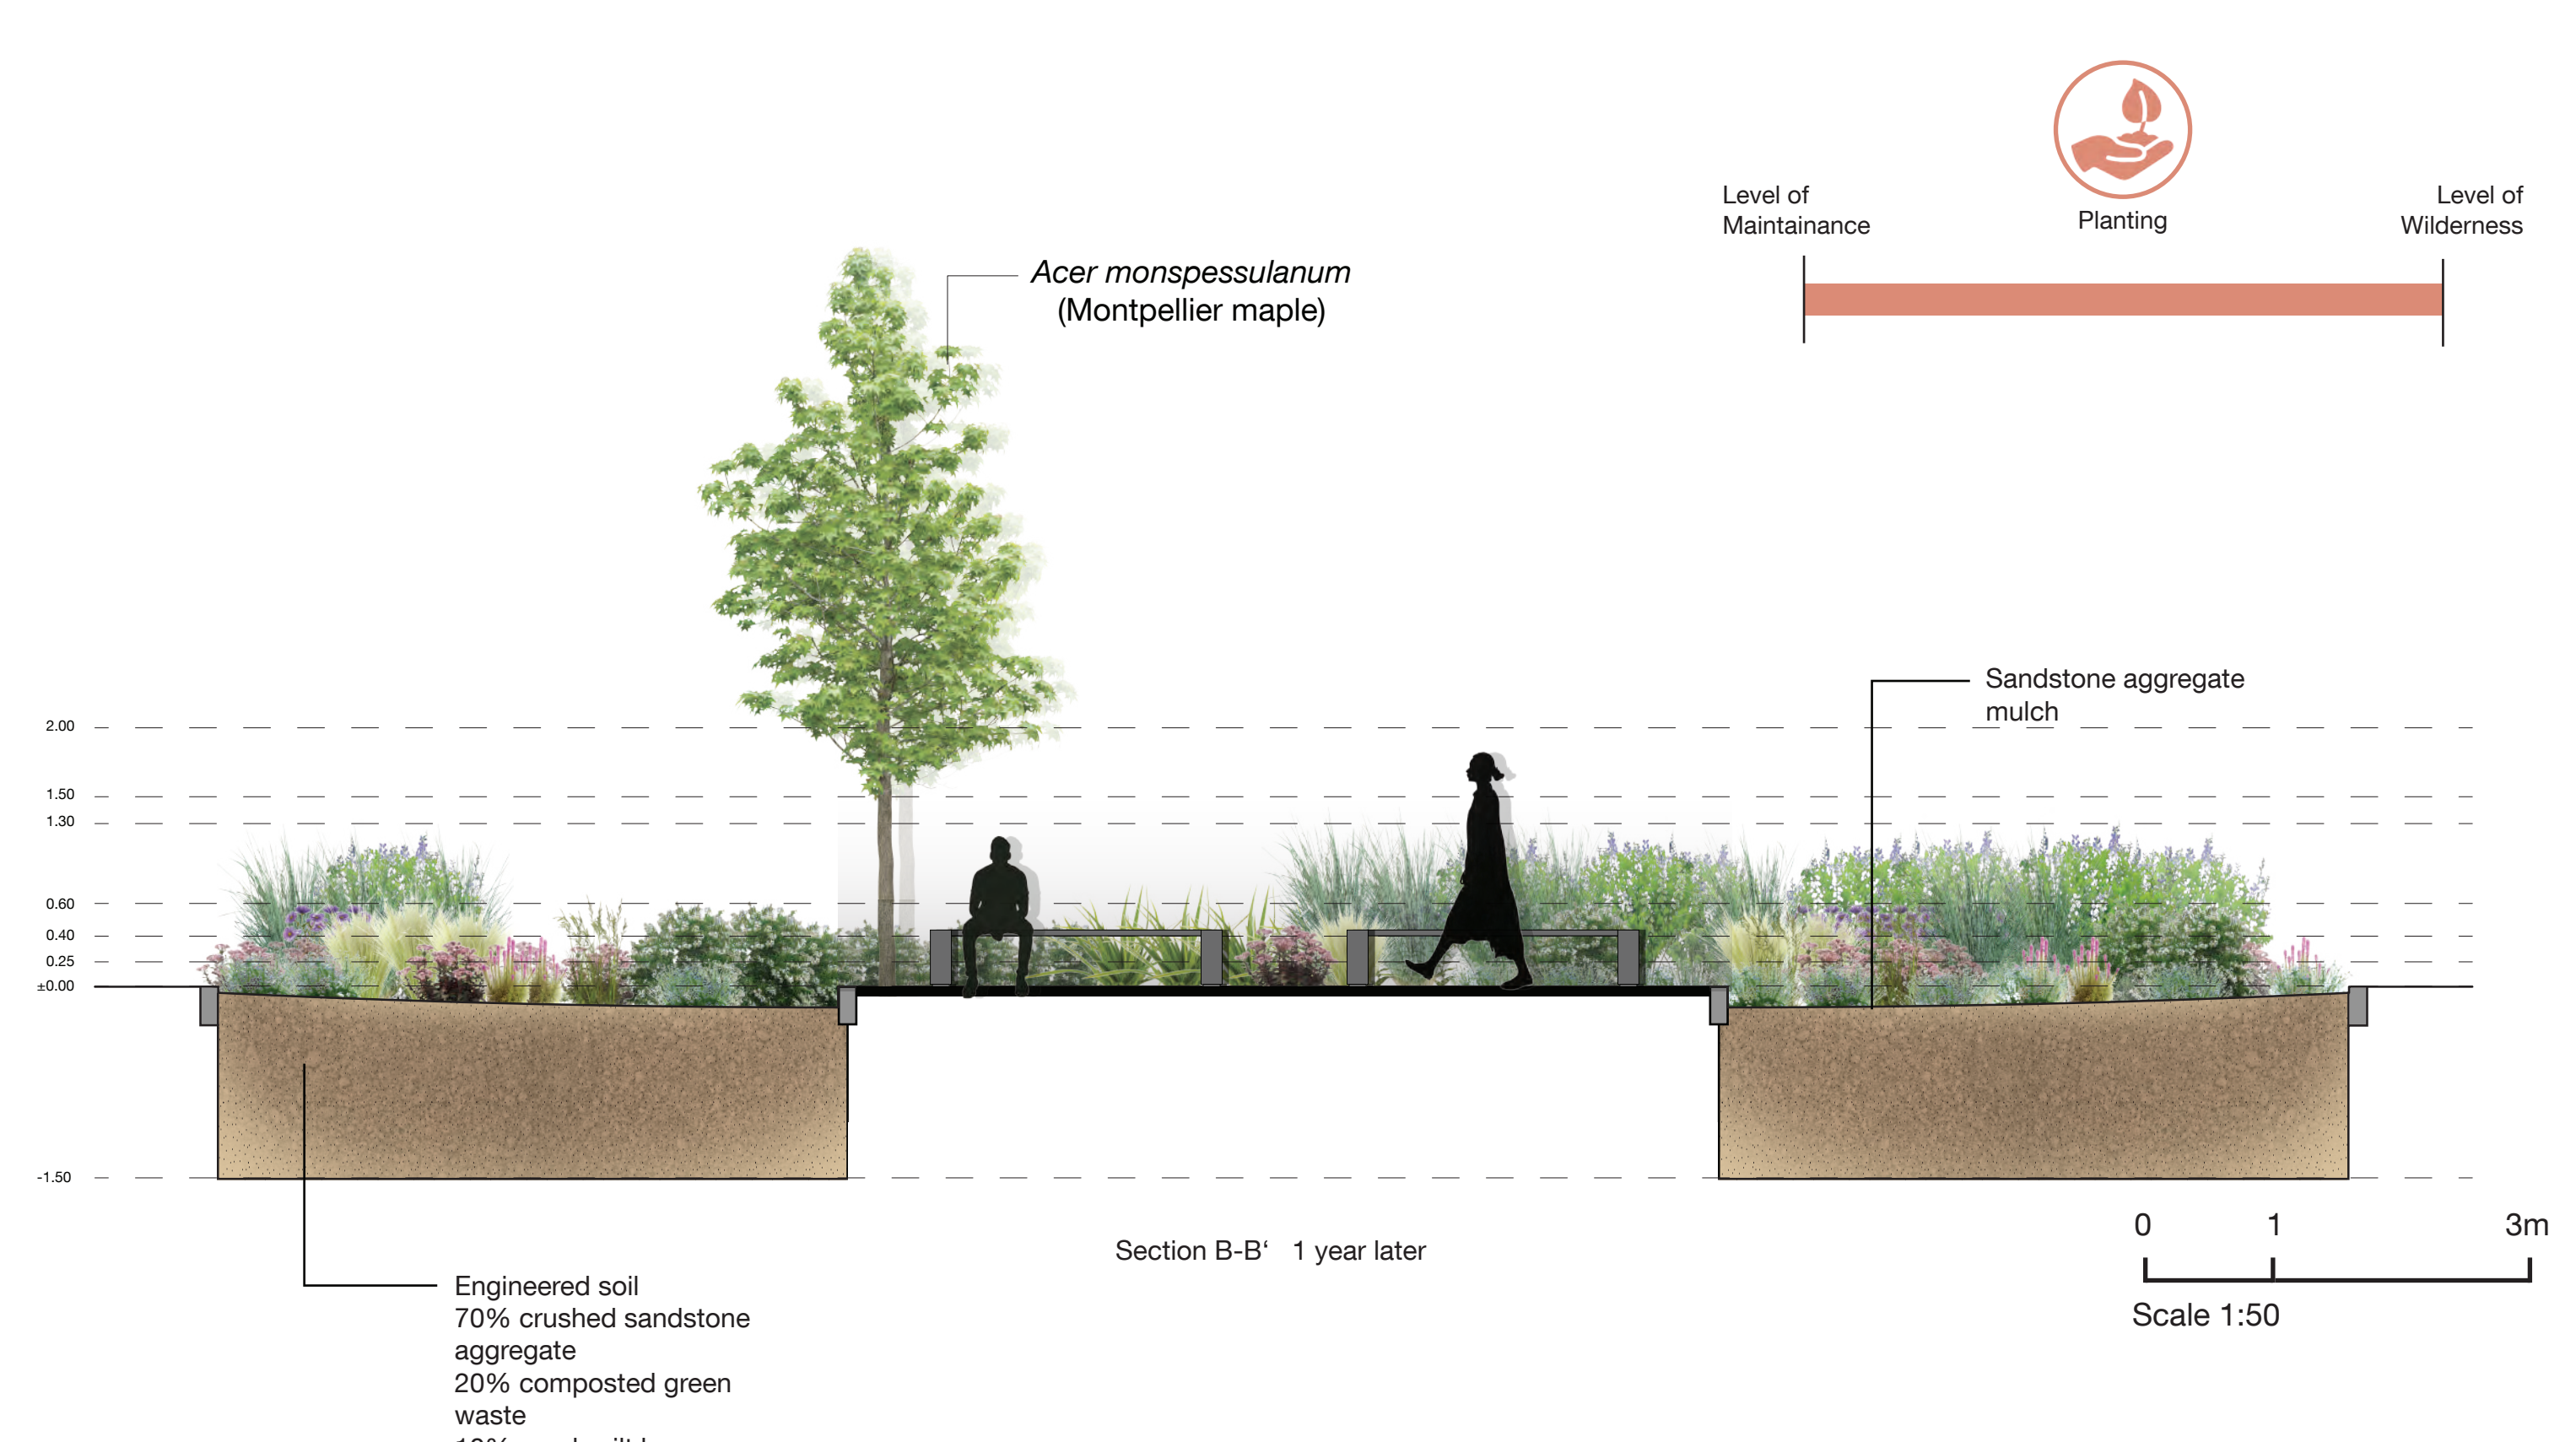 Planting
Level of
Maintainance
Level of
Wilderness
Acer monspessulanum
(Montpellier maple)
Sandstone aggregate
mulch
2.00
1.50
1.30
0.60
0.40
0.25
±0.00
-1.50
Section B-B‘ 1 year later
0 1 3m
Scale 1:50
Engineered soil
70% crushed sandstone
aggregate
20% composted green
waste